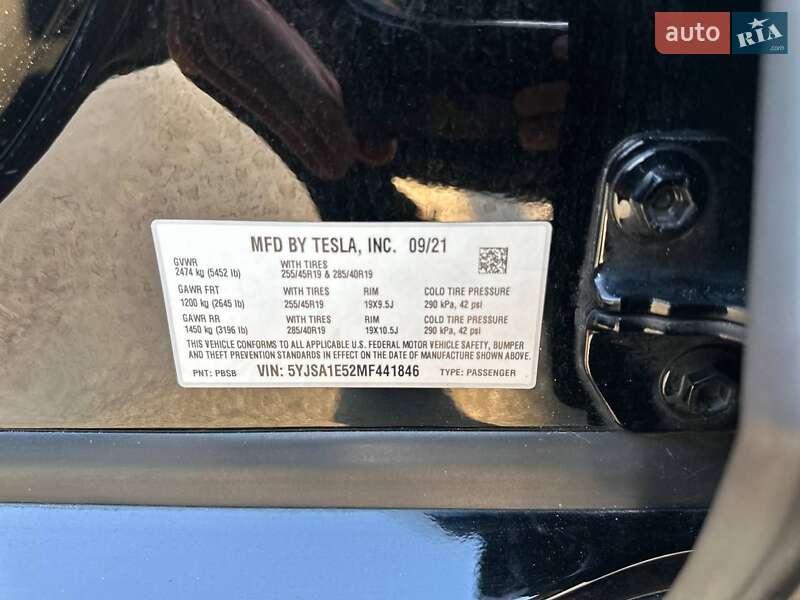 auto RIA .com
MFD BY TESLA, INC. 09/21
GVWR WITH TIRES
2474 kg (5452 lb) 255/45R19 & 285/40R19
GAWR FRT WITH TIRES RIM COLD TIRE PRESSURE
1200 kg (2645 lb) 255/45R19 19X9.5J 290 kPa, 42 psi
GAWR RR WITH TIRES RIM COLD TIRE PRESSURE
1450 kg (3196 lb) 285/40R19 19X10.5J 290 kPa, 42 psi
THIS VEHICLE CONFORMS TO ALL APPLICABLE U.S. FEDERAL MOTOR VEHICLE SAFETY, BUMPER
AND THEFT PREVENTION STANDARDS IN EFFECT ON THE DATE OF MANUFACTURE SHOWN ABOVE.
PNT: PBSB VIN: 5YJSA1E52MF441846 TYPE: PASSENGER